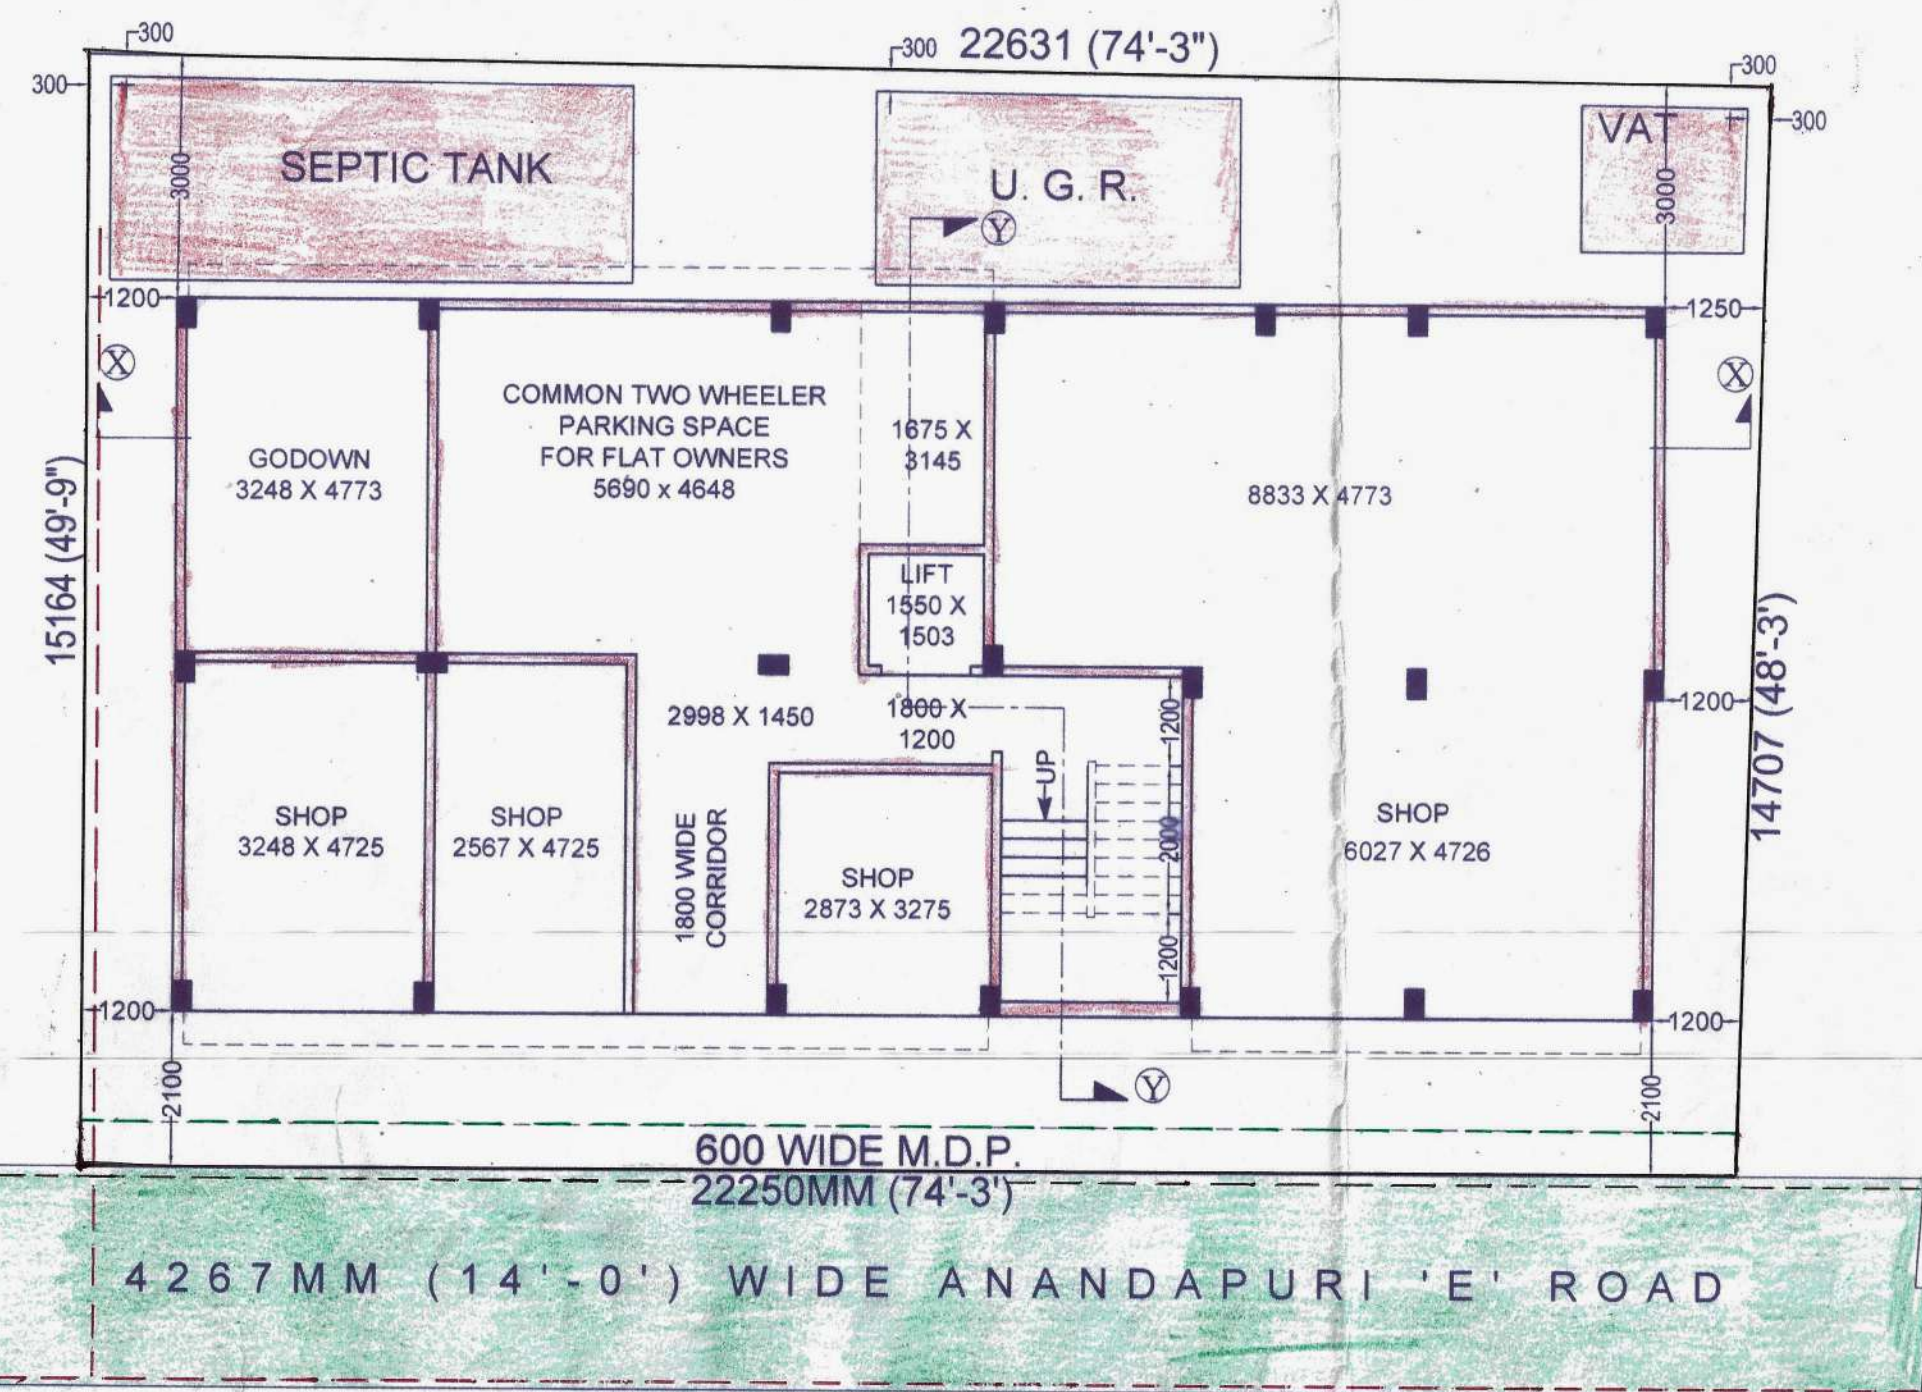 300
300
22631 (74'-3")
300
300
300
SEPTIC TANK
3000
U. G. R.
Y
VAT
3000
1200
1250
X
X
COMMON TWO WHEELER
PARKING SPACE
FOR FLAT OWNERS
5690 x 4648
1675 X
3145
GODOWN
3248 X 4773
8833 X 4773
15164 (49'-9")
LIFT
1550 X
1503
2998 X 1450
1800 X
1200
1200
1200
14707 (48'-3')
UP
SHOP
3248 X 4725
SHOP
2567 X 4725
1800 WIDE
CORRIDOR
SHOP
2873 X 3275
2000
SHOP
6027 X 4726
1200
1200
1200
2100
Y
2100
600 WIDE M.D.P.
22250MM (74'-3')
4267MM (14'-0') WIDE ANANDAPURI 'E' ROAD